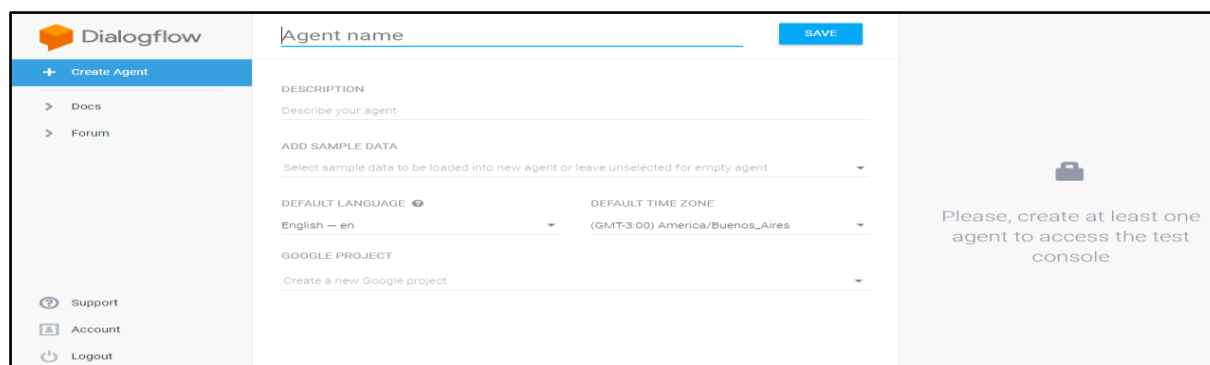 Dialogflow
Create Agent
Docs
Forum
Support
Account
Logout
Agent name
SAVE
DESCRIPTION
Describe your agent
ADD SAMPLE DATA
Select sample data to be loaded into new agent or leave unselected for empty agent
DEFAULT LANGUAGE
English — en
DEFAULT TIME ZONE
(GMT-3:00) America/Buenos_Aires
GOOGLE PROJECT
Create a new Google project
Please, create at least one
agent to access the test
console